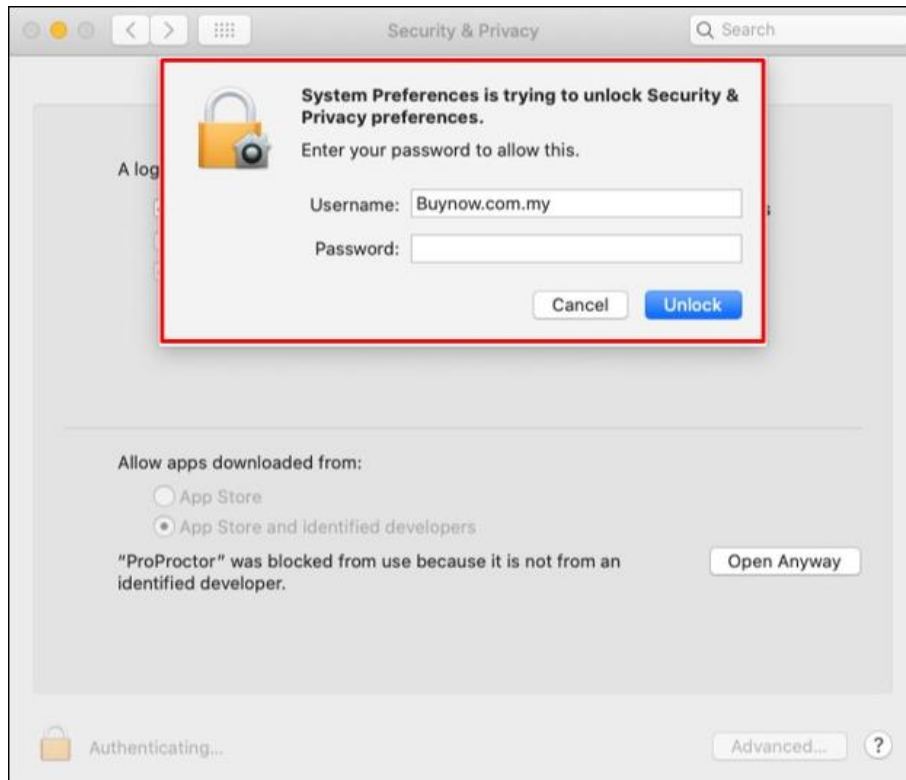 Security & Privacy
Search
System Preferences is trying to unlock Security &
Privacy preferences.
Enter your password to allow this.
A log
Username: Buynow.com.my
Password:
Cancel
Unlock
Allow apps downloaded from:
App Store
App Store and identified developers
"ProProctor" was blocked from use because it is not from an
identified developer.
Open Anyway
Authenticating...
Advanced...
?